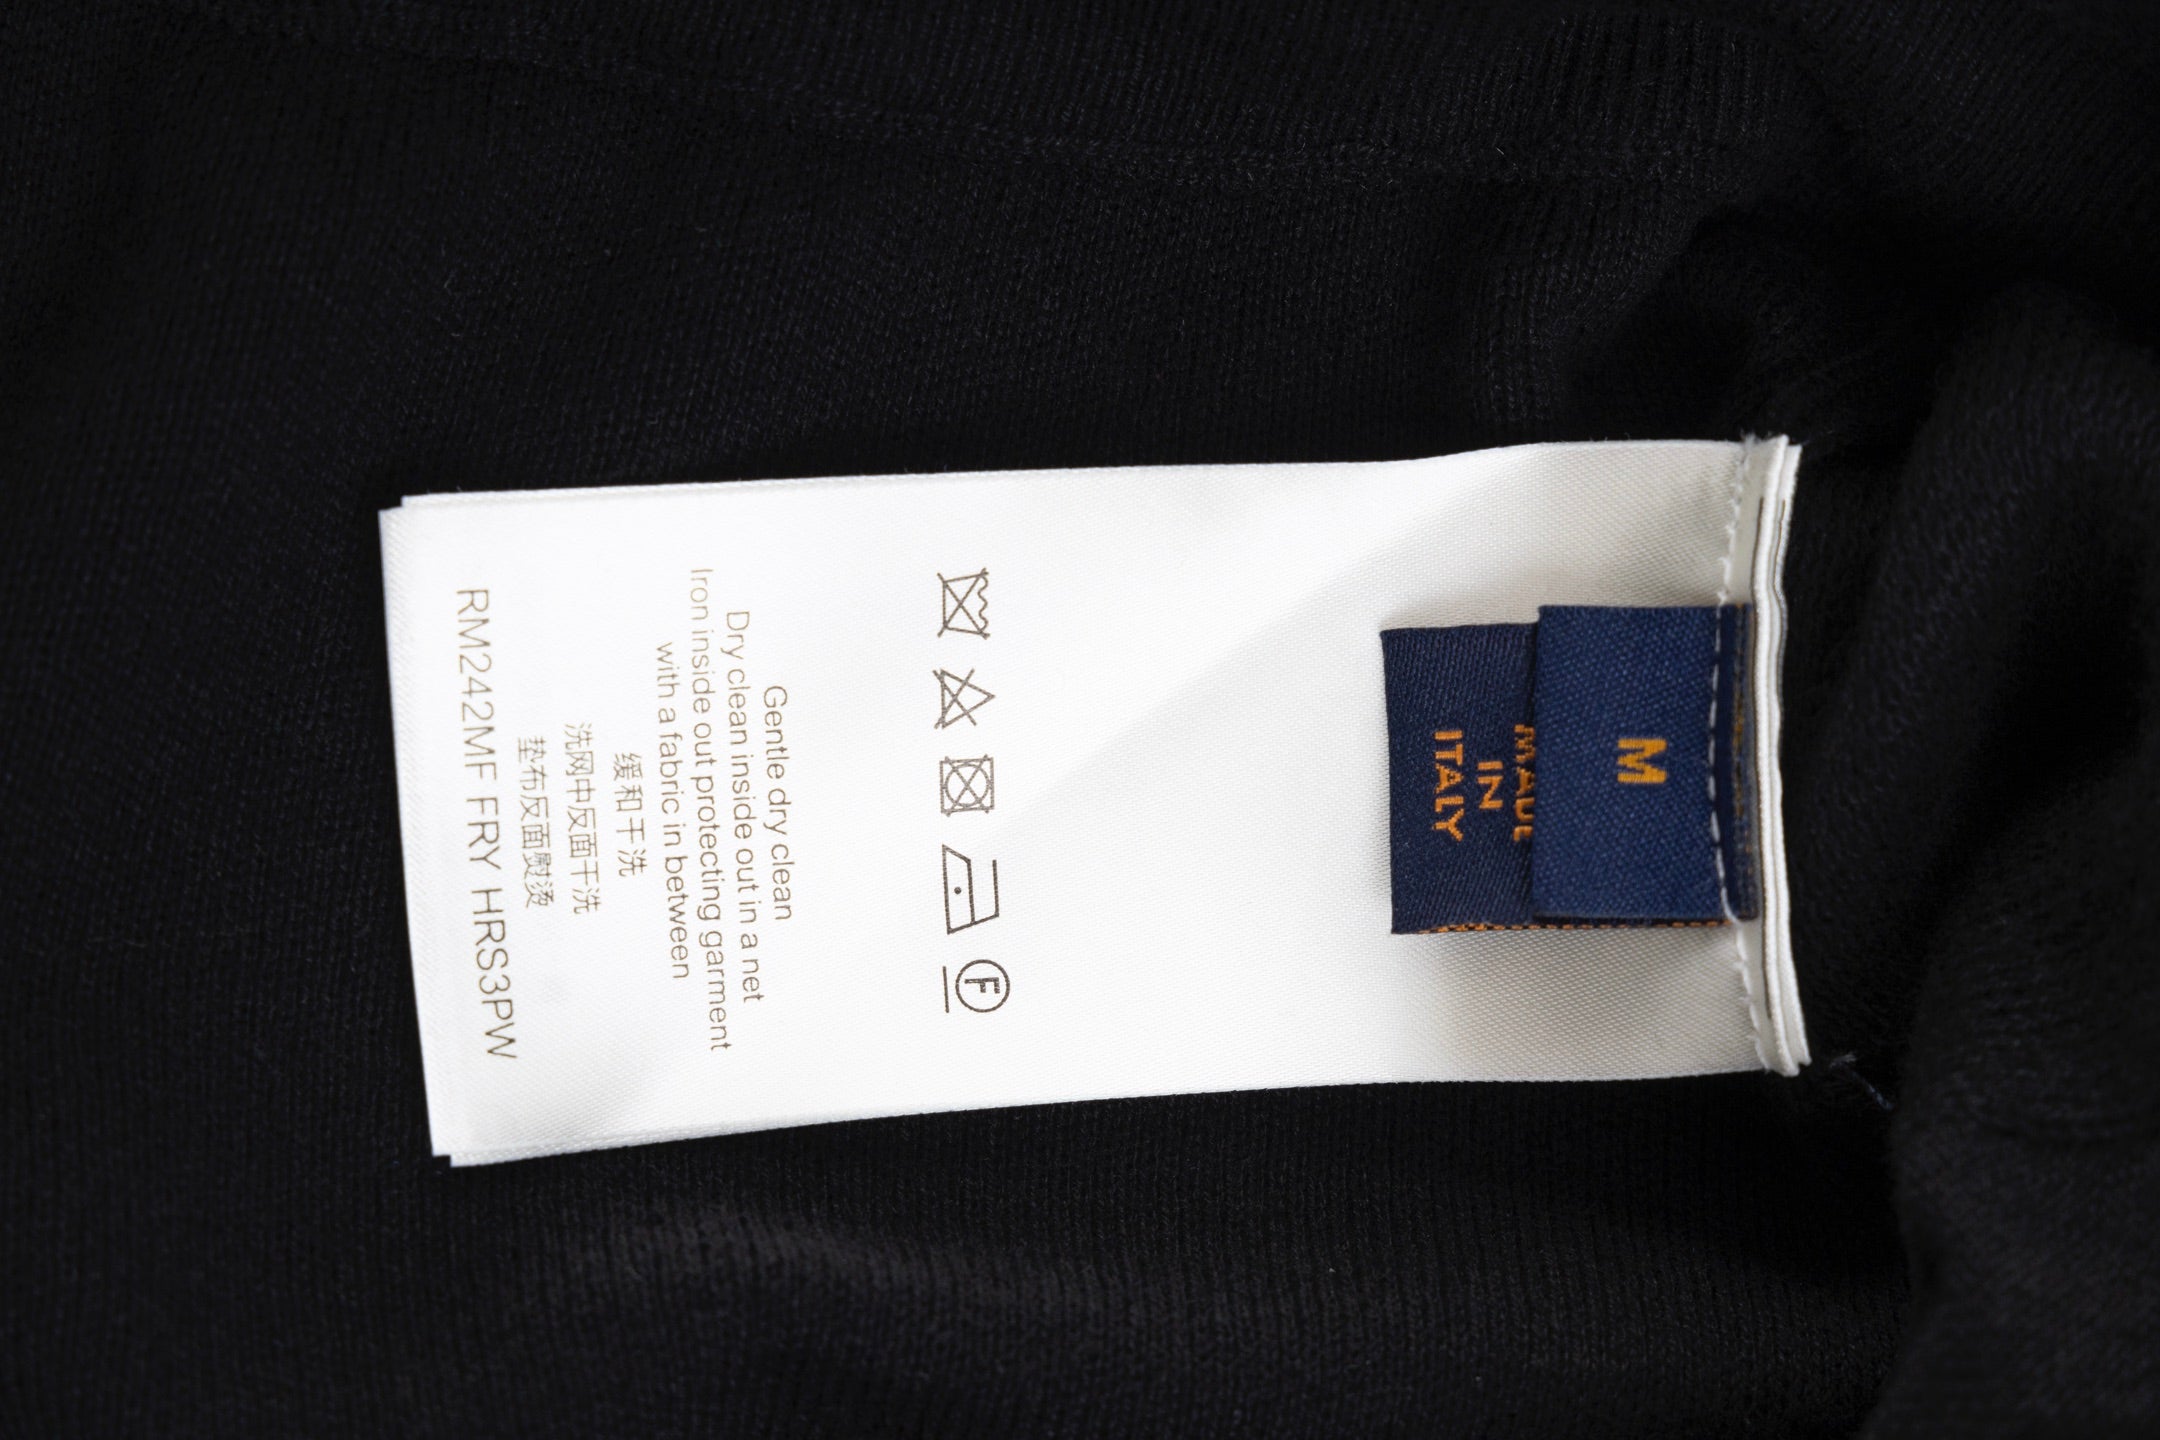 M
MADE
IN
ITALY
F
Gentle dry clean
Dry clean inside out in a net
Iron inside out protecting garment
with a fabric in between
缓和干洗
洗网中反面干洗
垫布反面熨烫
RM242MF FRY HRS3PW